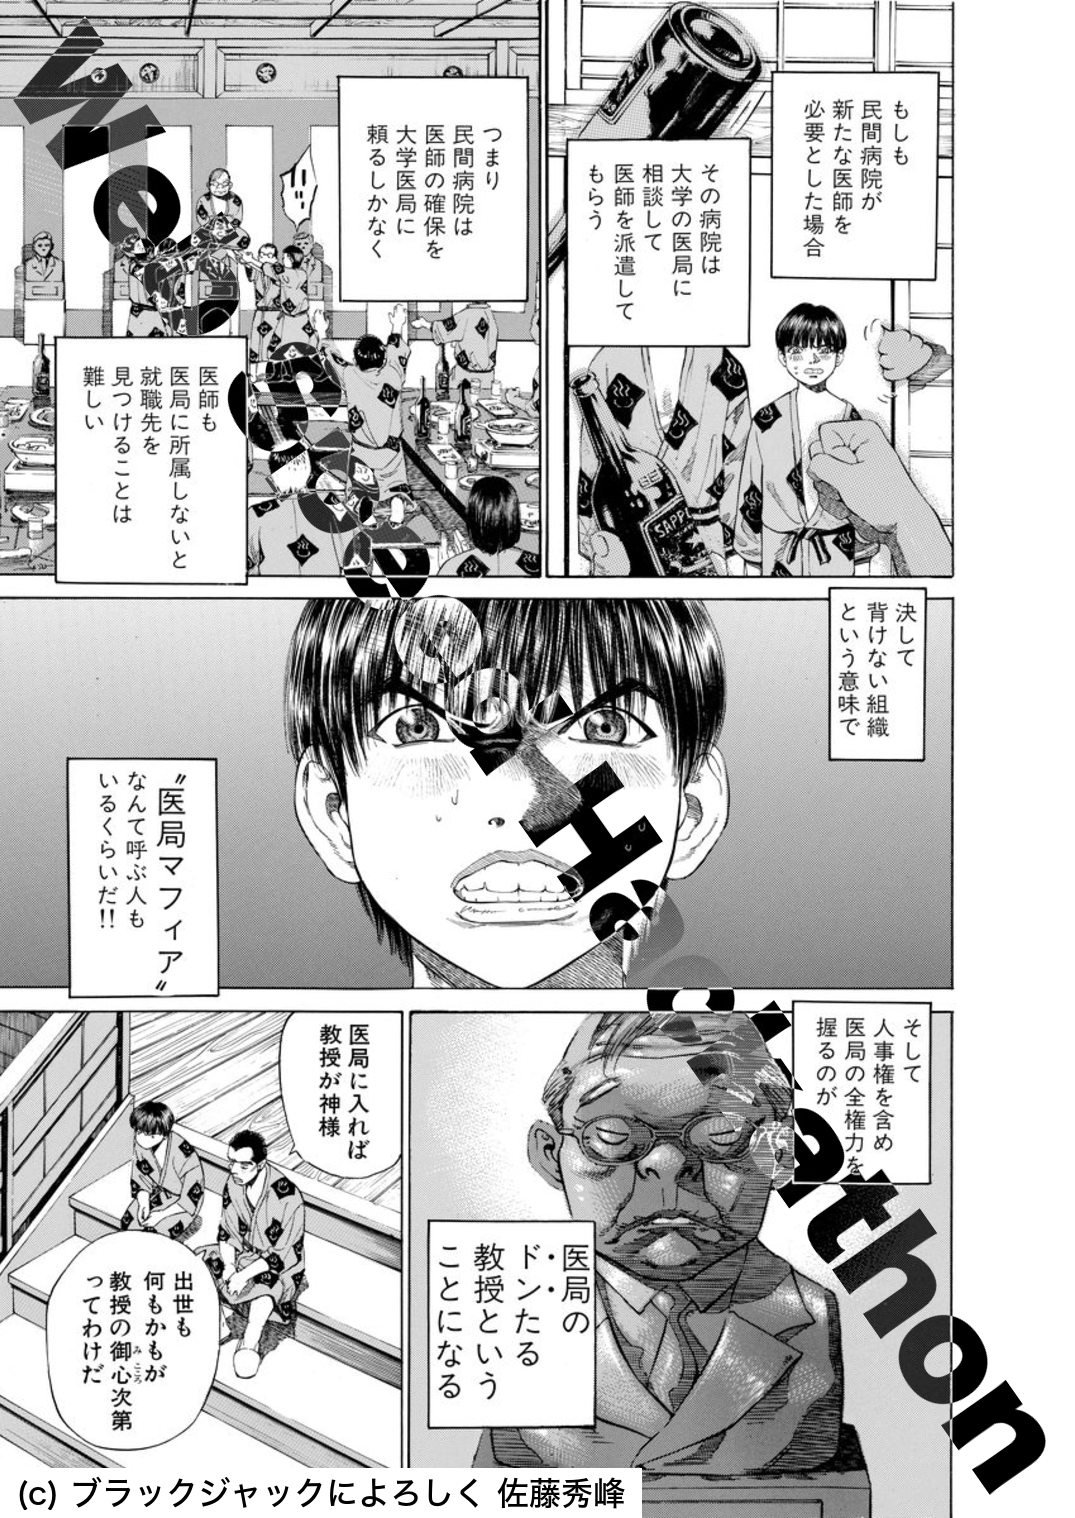 もしも
民間病院が
新たな医師を
必要とした場合
その病院は
大学の医局に
相談して
医師を派遣して
もらう
SAPP
つまり
民間病院は
医師の確保を
大学医局に
頼るしかなく
!!
医師も
医局に所属しないと
就職先を
見つけることは
難しい
決して
背けない組織
という意味で
〝医局マフィア〟
なんて呼ぶ人も
いるくらいだ!!
そして
人事権を含め
医局の全権力を
握るのが
医局の
ドンたる
教授という
ことになる
医局に入れば
教授が神様
出世も
何もかもが
教授の御心次第
みこころ
ってわけだ
(c) ブラックジャックによろしく 佐藤秀峰